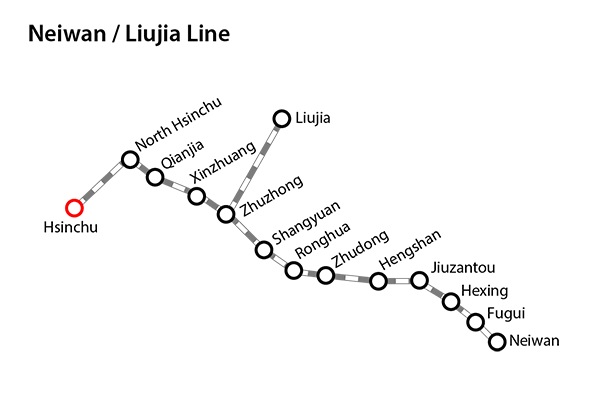 Neiwan / Liujia Line
North Hsinchu
Qianjia
Xinzhuang
Liujia
Hsinchu
Zhuzhong
Shangyuan
Ronghua
Zhudong
Hengshan
Jiuzantou
Hexing
Fugui
Neiwan